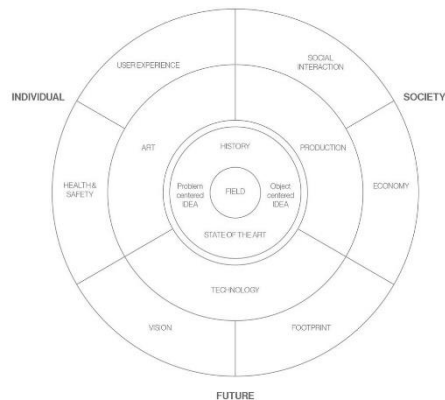 USER EXPERIENCE
SOCIAL
INTERACTION
INDIVIDUAL
SOCIETY
ART
HISTORY
PRODUCTION
HEALTH &
SAFETY
Problem
centered
IDEA
FIELD
Object
centered
IDEA
ECONOMY
STATE OF THE ART
TECHNOLOGY
VISION
FOOTPRINT
FUTURE